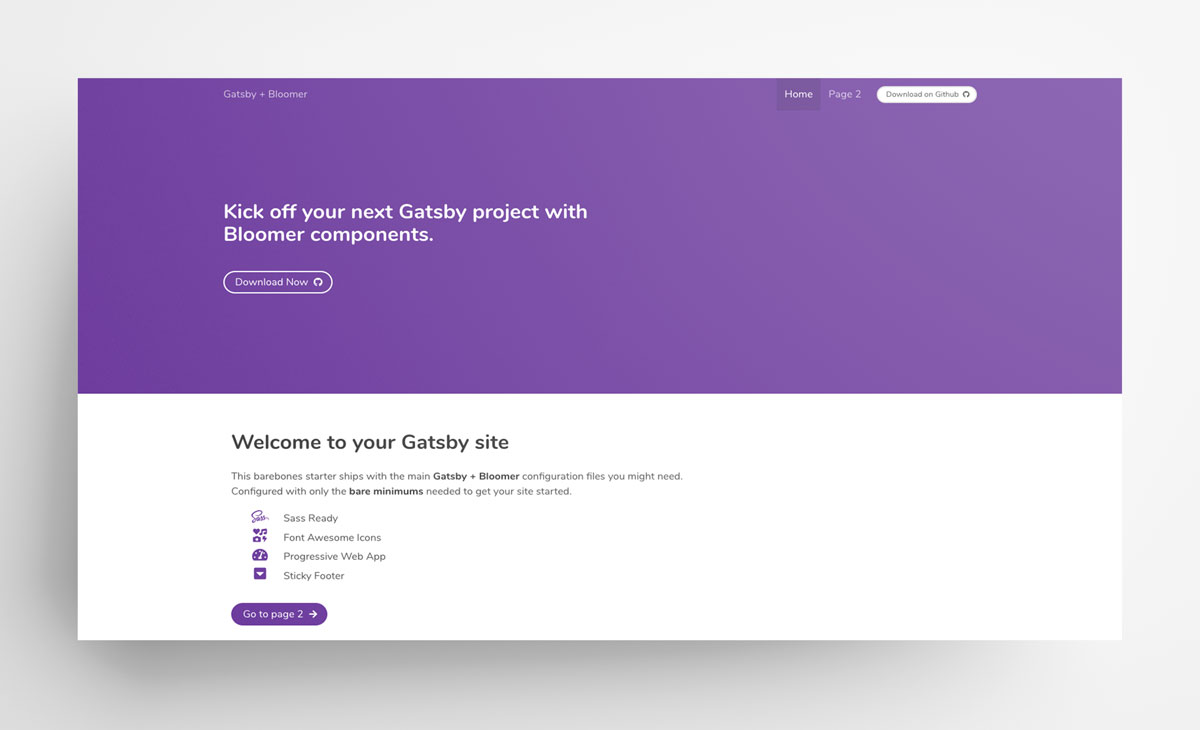 Gatsby + Bloomer
Home
Page 2
Download on Github
Kick off your next Gatsby project with
Bloomer components.
Download Now
Welcome to your Gatsby site
This barebones starter ships with the main Gatsby + Bloomer configuration files you might need.
Configured with only the bare minimums needed to get your site started.
Sass
Sass Ready
Font Awesome Icons
Progressive Web App
Sticky Footer
Go to page 2